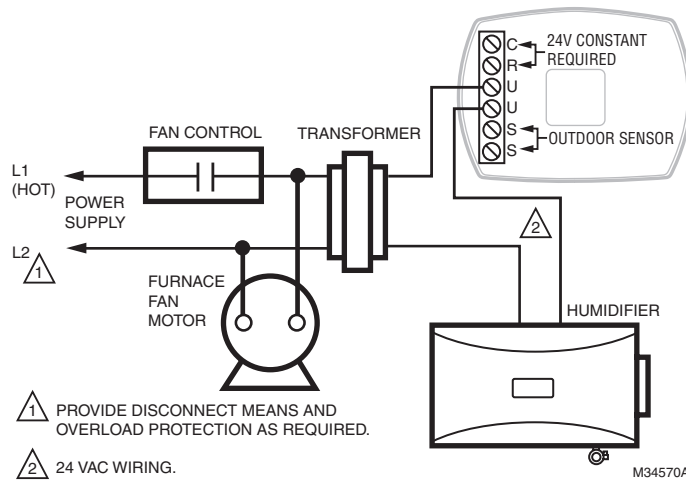 C
24V CONSTANT
R
REQUIRED
U
U
S
OUTDOOR SENSOR
S
FAN CONTROL
TRANSFORMER
L1
(HOT)
POWER
SUPPLY
L2
1
2
FURNACE
FAN
MOTOR
HUMIDIFIER
1 PROVIDE DISCONNECT MEANS AND
OVERLOAD PROTECTION AS REQUIRED.
2 24 VAC WIRING.
M34570A